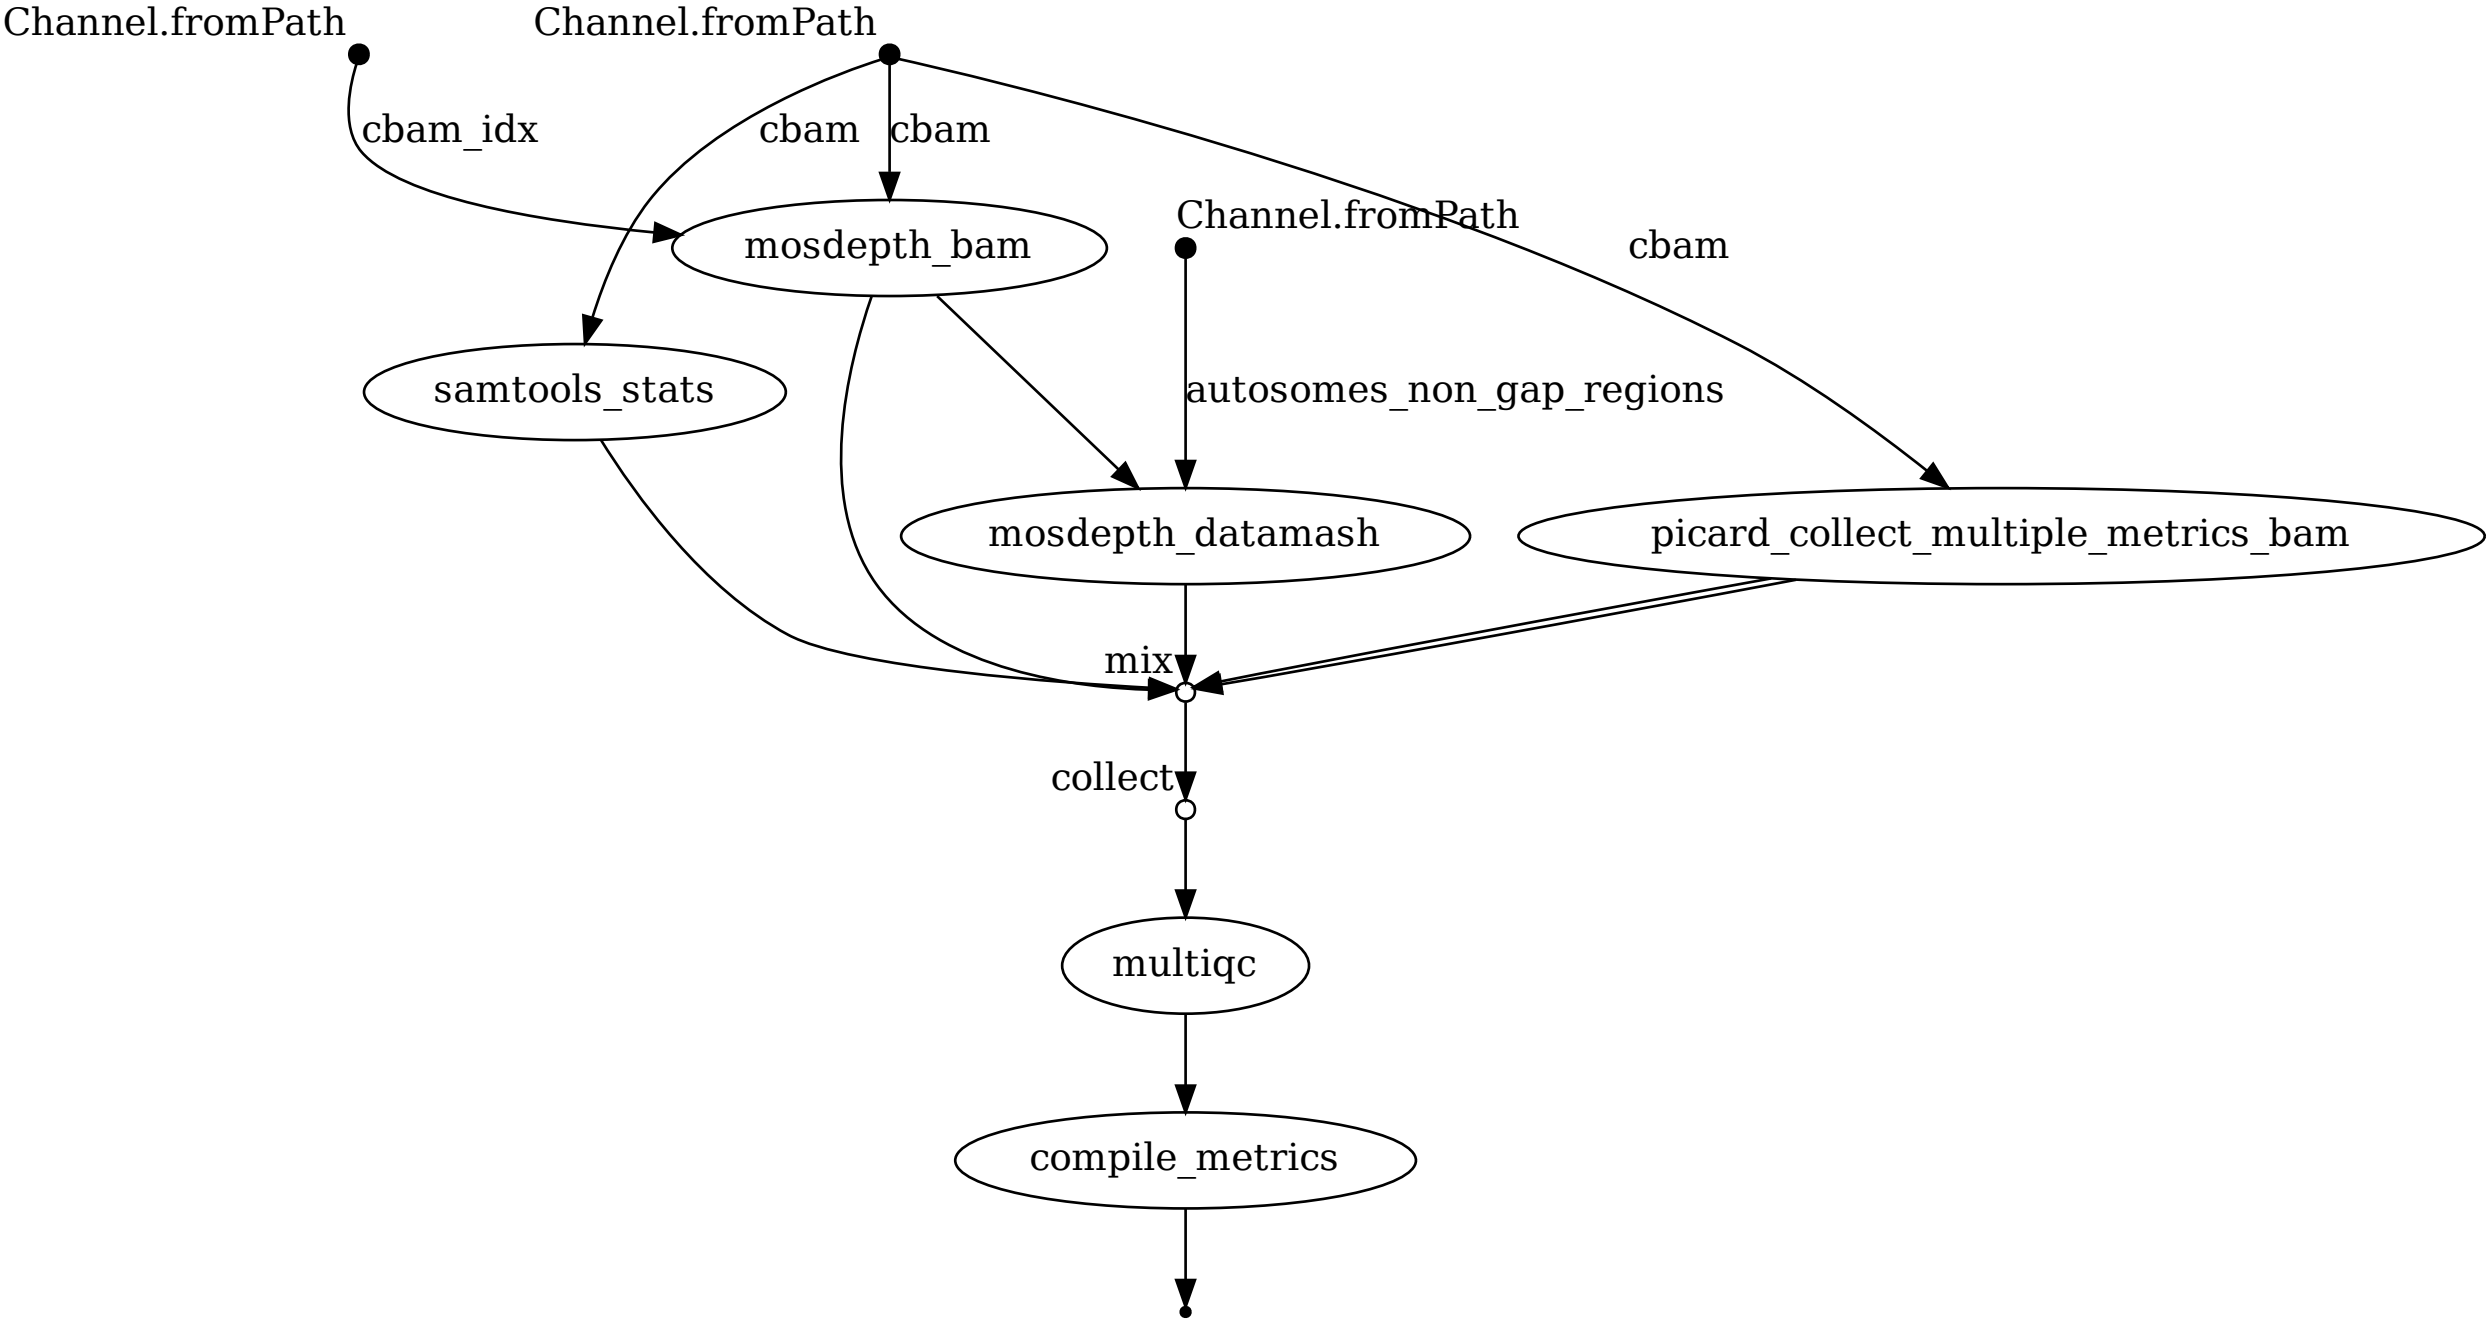 Channel.fromPath
Channel.fromPath
cbam_idx
cbam
cbam
Channel.fromPath
mosdepth_bam
cbam
samtools_stats
autosomes_non_gap_regions
mosdepth_datamash
picard_collect_multiple_metrics_bam
mix
collect
multiqc
compile_metrics